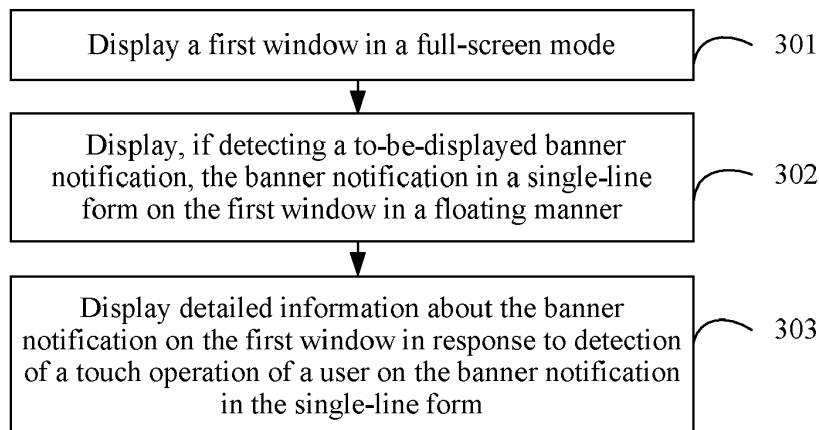 Display a first window in a full-screen mode
301
Display, if detecting a to-be-displayed banner
notification, the banner notification in a single-line
form on the first window in a floating manner
302
Display detailed information about the banner
notification on the first window in response to detection
of a touch operation of a user on the banner notification
in the single-line form
303